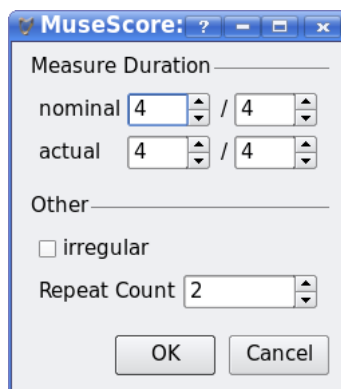 MuseScore: ?
Measure Duration
nominal 4 / 4
actual 4 / 4
Other
irregular
Repeat Count 2
OK Cancel